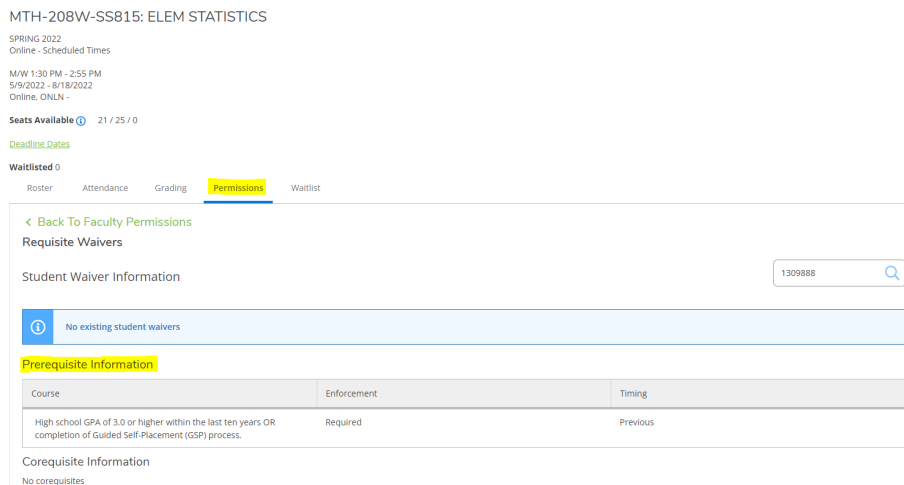 MTH-208W-SS815: ELEM STATISTICS
SPRING 2022
Online - Scheduled Times
M/W 1:30 PM - 2:55 PM
5/9/2022 - 8/18/2022
Online, ONLN -
Seats Available 21 / 25 / 0
Deadline Dates
Waitlisted 0
Roster Attendance Grading Permissions Waitlist
Back To Faculty Permissions
Requisite Waivers
Student Waiver Information
1309888
No existing student waivers
Prerequisite Information
Course Enforcement Timing
High school GPA of 3.0 or higher within the last ten years OR Required Previous
completion of Guided Self-Placement (GSP) process.
Corequisite Information
No corequisites